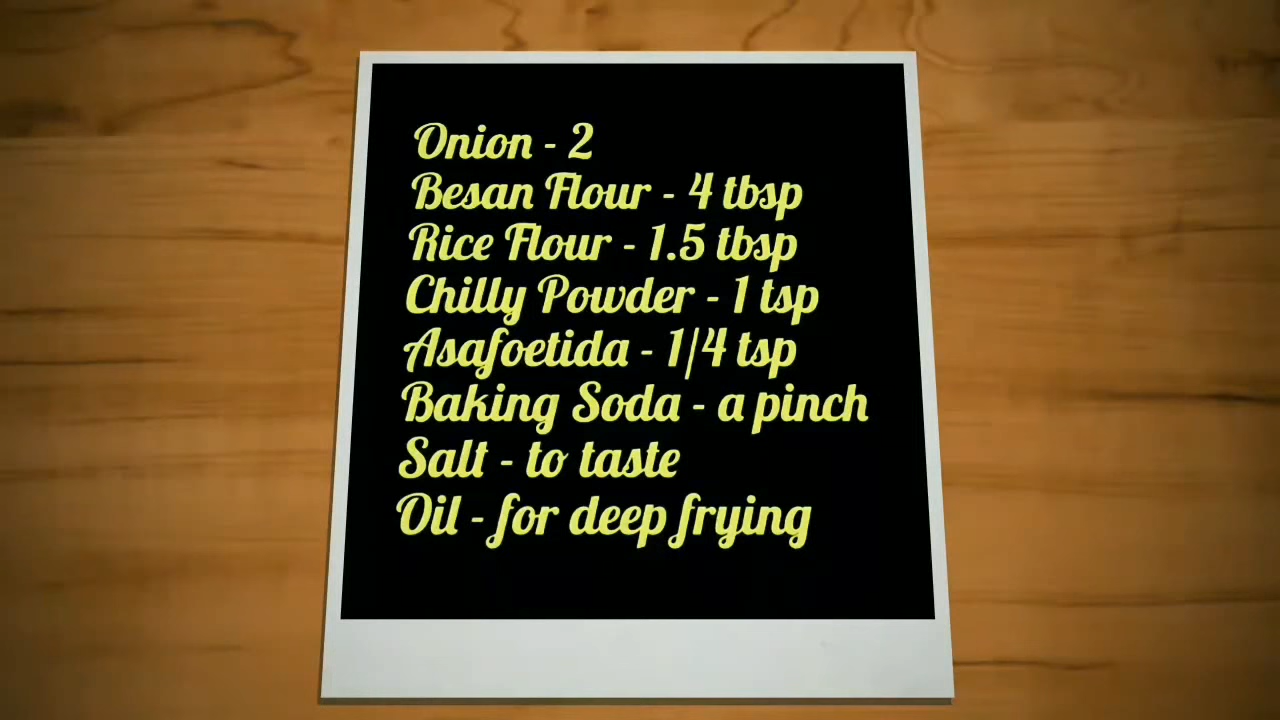 Onion - 2
Besan Flour - 4 tbsp
Rice Flour - 1.5 tbsp
Chilly Powder - 1 tsp
Asafoetida - 1/4 tsp
Baking Soda - a pinch
Salt - to taste
Oil - for deep frying